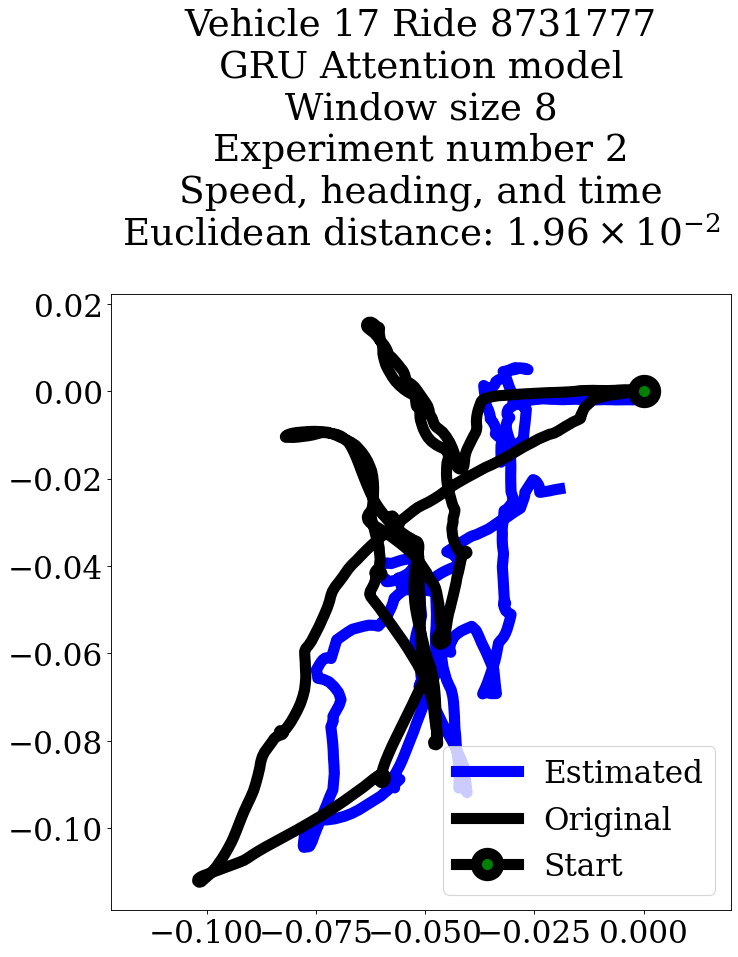 Vehicle 17 Ride 8731777
GRU Attention model
Window size 8
Experiment number 2
Speed, heading, and time
Euclidean distance: 1.96 × 10⁻²
0.02
0.00
−0.02
−0.04
−0.06
−0.08
−0.10
Estimated
Original
Start
−0.100 −0.075 −0.050 −0.025 0.000